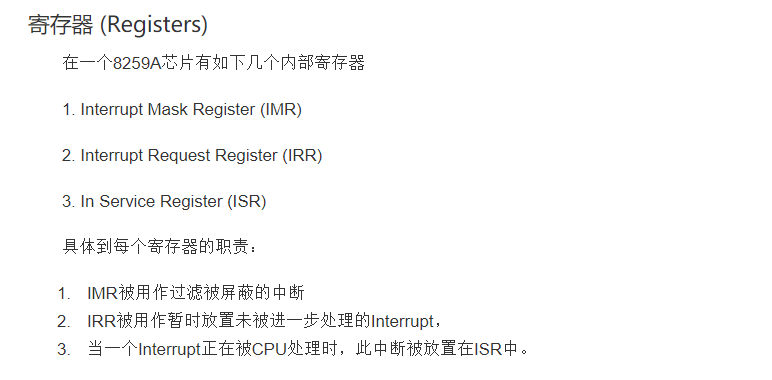 寄存器 (Registers)
在一个8259A芯片有如下几个内部寄存器
1. Interrupt Mask Register (IMR)
2. Interrupt Request Register (IRR)
3. In Service Register (ISR)
具体到每个寄存器的职责：
1. IMR被用作过滤被屏蔽的中断
2. IRR被用作暂时放置未被进一步处理的Interrupt，
3. 当一个Interrupt正在被CPU处理时，此中断被放置在ISR中。